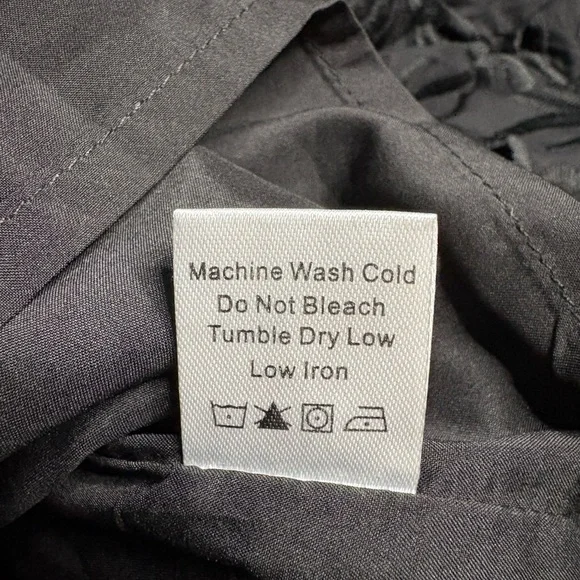 Machine Wash Cold
Do Not Bleach
Tumble Dry Low
Low Iron